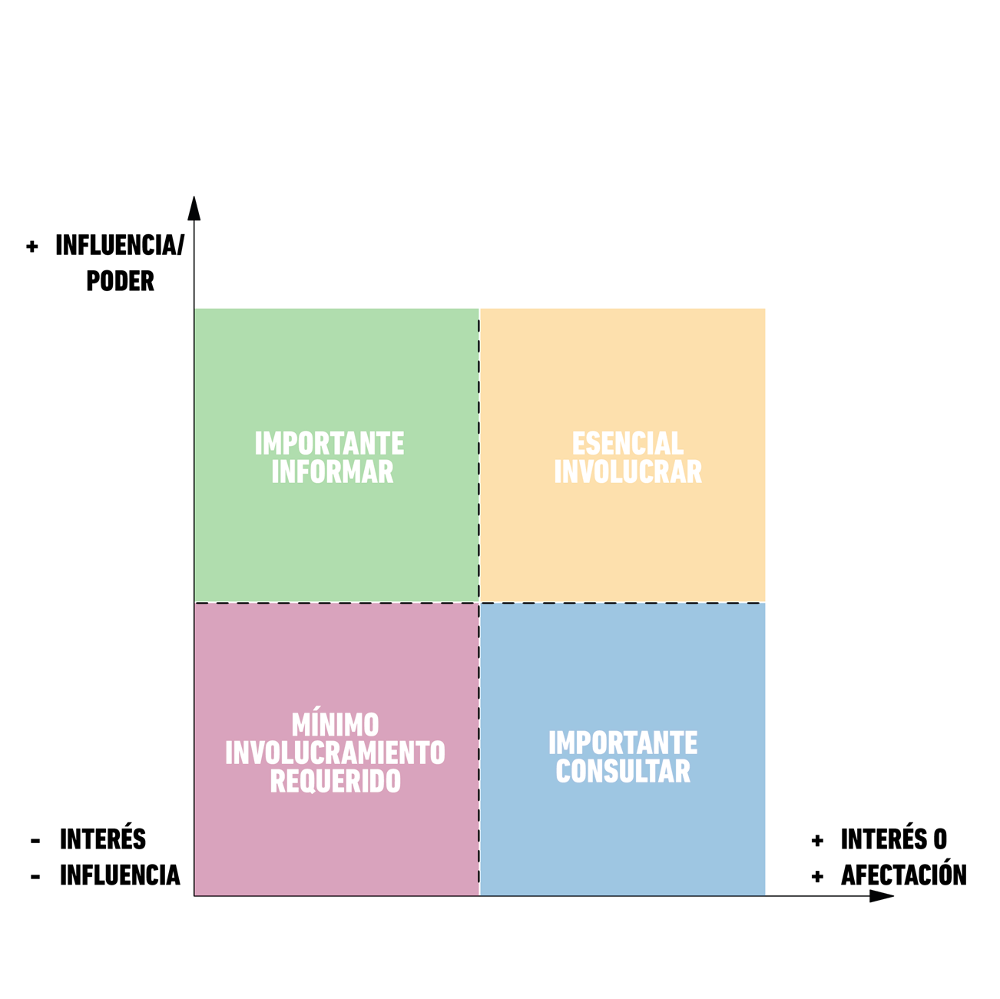 + INFLUENCIA/
PODER
IMPORTANTE
INFORMAR
ESENCIAL
INVOLUCRAR
MÍNIMO
INVOLUCRAMIENTO
REQUERIDO
IMPORTANTE
CONSULTAR
- INTERÉS
- INFLUENCIA
+ INTERÉS O
+ AFECTACIÓN